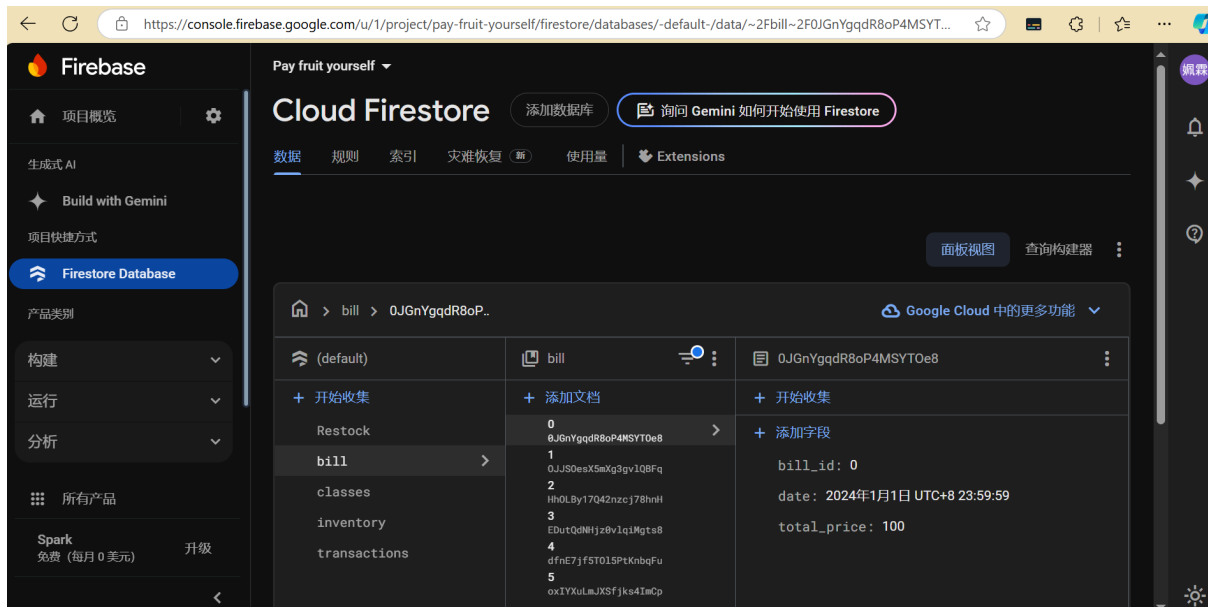 https://console.firebase.google.com/u/1/project/pay-fruit-yourself/firestore/databases/-default-/data/~2Fbill~2F0JGnYgqdR8oP4MSYT...
Firebase
项目概览
生成式 AI
Build with Gemini
项目快捷方式
Firestore Database
产品类别
构建
运行
分析
所有产品
Spark
免费 (每月 0 美元)
升级
Pay fruit yourself
Cloud Firestore
添加数据库
询问 Gemini 如何开始使用 Firestore
数据 规则 索引 灾难恢复 新 使用量 Extensions
面板视图 查询构建器
bill 0JGnYgqdR8oP..
Google Cloud 中的更多功能
(default)
开始收集
Restock
bill
classes
inventory
transactions
bill
添加文档
0
0JGnYgqdR8oP4MSYTOe8
1
OJJSOesX5mXg3gvlQBFq
2
HhOLBy17Q42nzcj78hnH
3
EDutQdNHjz0vlqiMgts8
4
dfnE7jf5TOl5PtKnbqFu
5
oxIYXuLmJXSfjks4ImCp
0JGnYgqdR8oP4MSYTOe8
开始收集
添加字段
bill_id: 0
date: 2024年1月1日 UTC+8 23:59:59
total_price: 100
姵霖